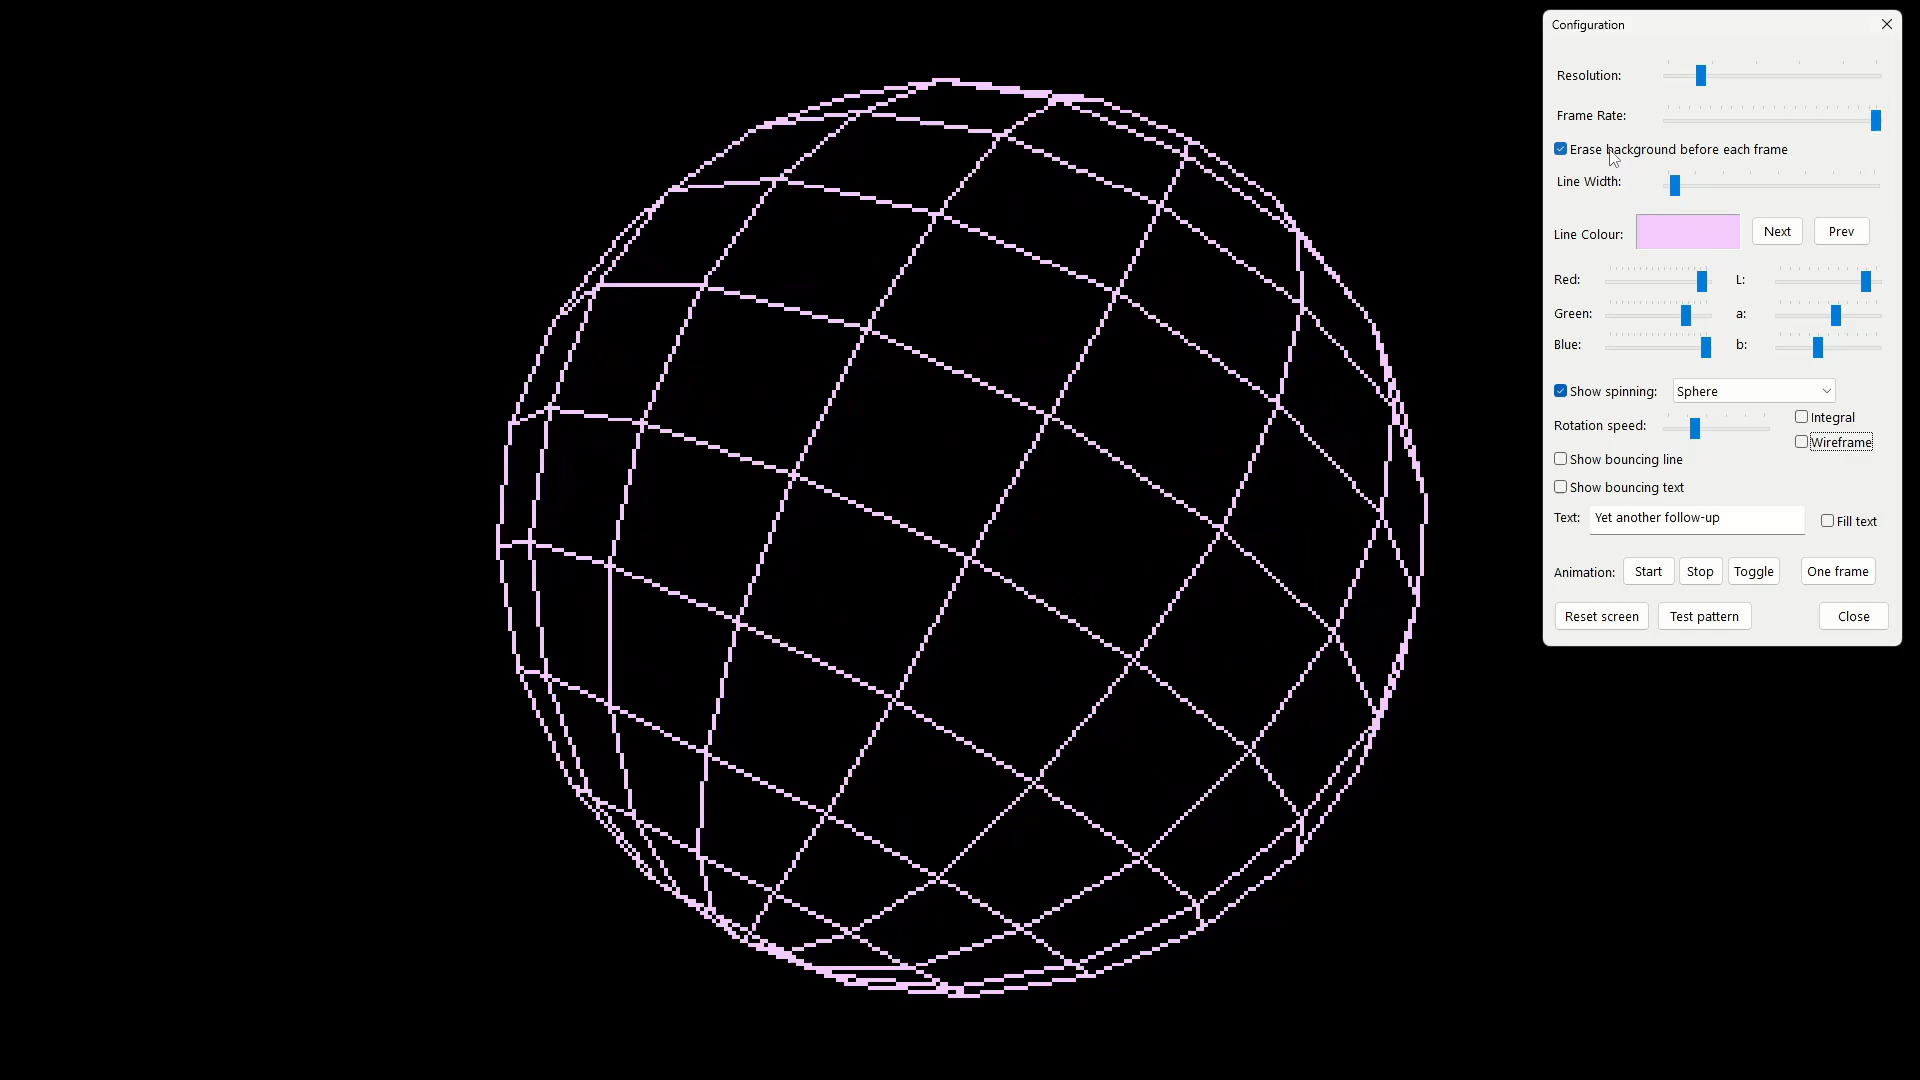 Configuration
Resolution:
Frame Rate:
Erase background before each frame
Line Width:
Line Colour: Next Prev
Red: L:
Green: a:
Blue: b:
Show spinning: Sphere
Integral
Rotation speed:
Wireframe
Show bouncing line
Show bouncing text
Text: Yet another follow-up Fill text
Animation: Start Stop Toggle One frame
Reset screen Test pattern Close